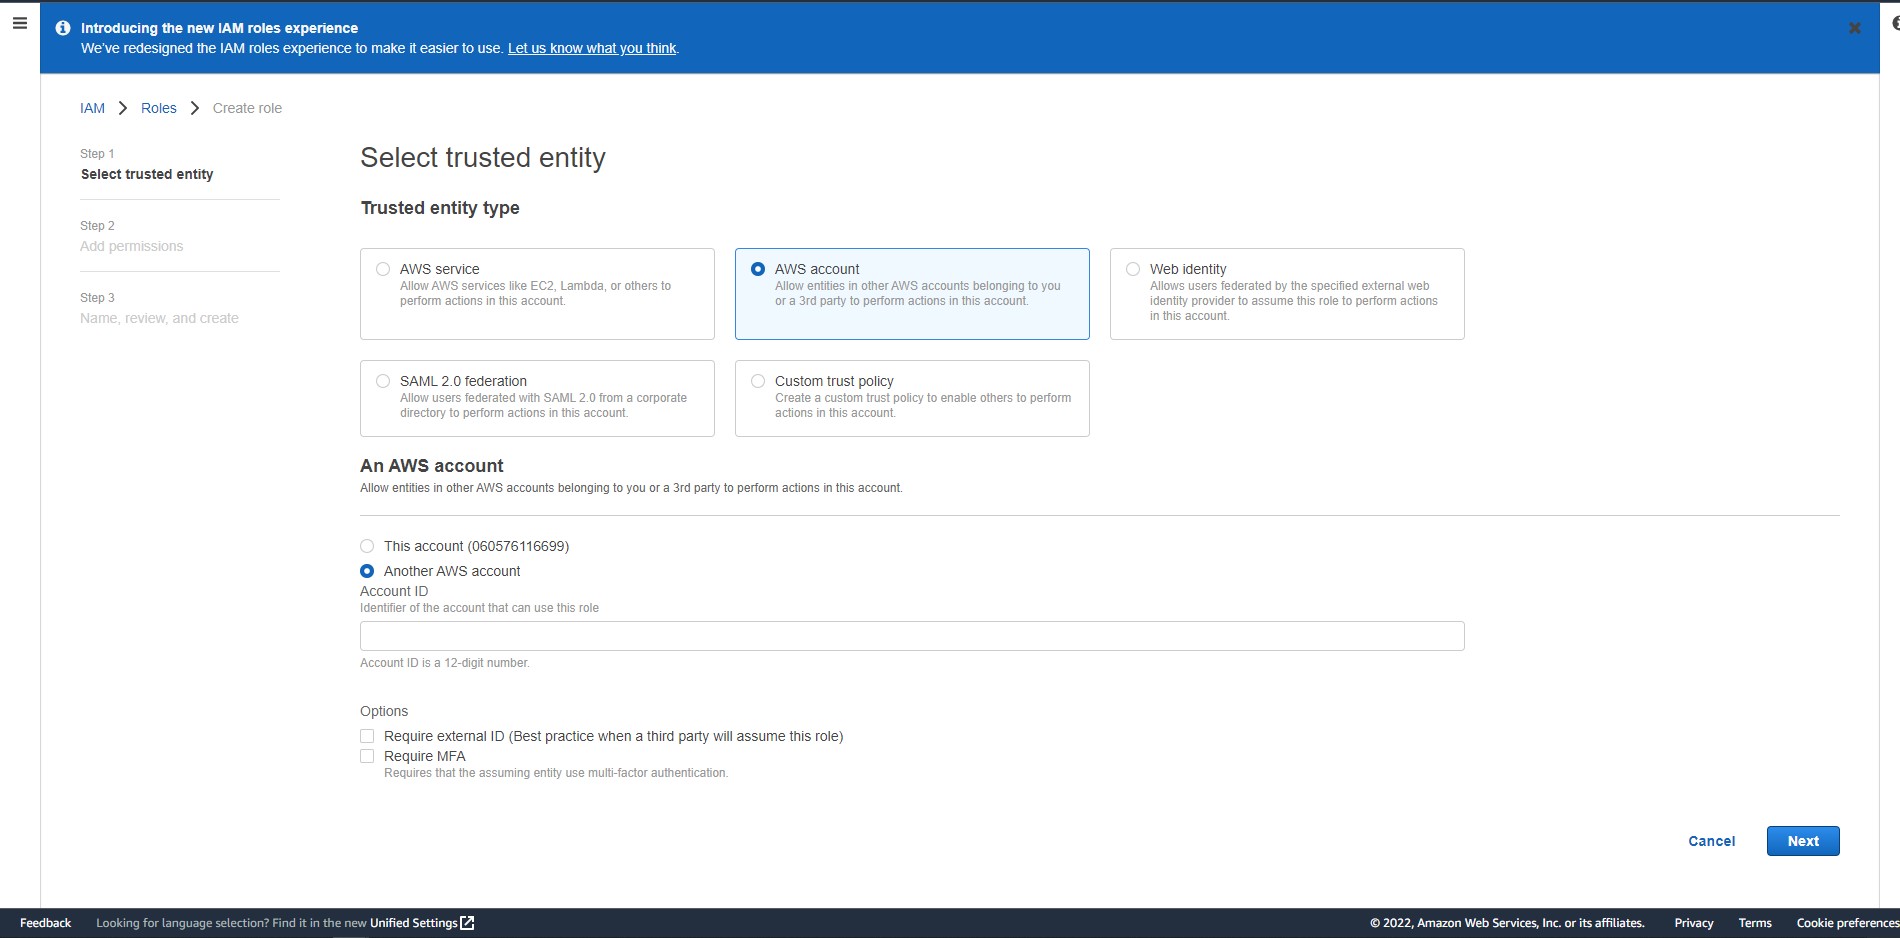 Introducing the new IAM roles experience
We've redesigned the IAM roles experience to make it easier to use. Let us know what you think.
IAM > Roles > Create role
Step 1
Select trusted entity
Step 2
Add permissions
Step 3
Name, review, and create
Select trusted entity
Trusted entity type
AWS service
Allow AWS services like EC2, Lambda, or others to
perform actions in this account.
AWS account
Allow entities in other AWS accounts belonging to you
or a 3rd party to perform actions in this account.
Web identity
Allows users federated by the specified external web
identity provider to assume this role to perform actions
in this account.
SAML 2.0 federation
Allow users federated with SAML 2.0 from a corporate
directory to perform actions in this account.
Custom trust policy
Create a custom trust policy to enable others to perform
actions in this account.
An AWS account
Allow entities in other AWS accounts belonging to you or a 3rd party to perform actions in this account.
This account (060576116699)
Another AWS account
Account ID
Identifier of the account that can use this role
Account ID is a 12-digit number.
Options
Require external ID (Best practice when a third party will assume this role)
Require MFA
Requires that the assuming entity use multi-factor authentication.
Cancel
Next
Feedback
Looking for language selection? Find it in the new Unified Settings
© 2022, Amazon Web Services, Inc. or its affiliates.
Privacy
Terms
Cookie preferences